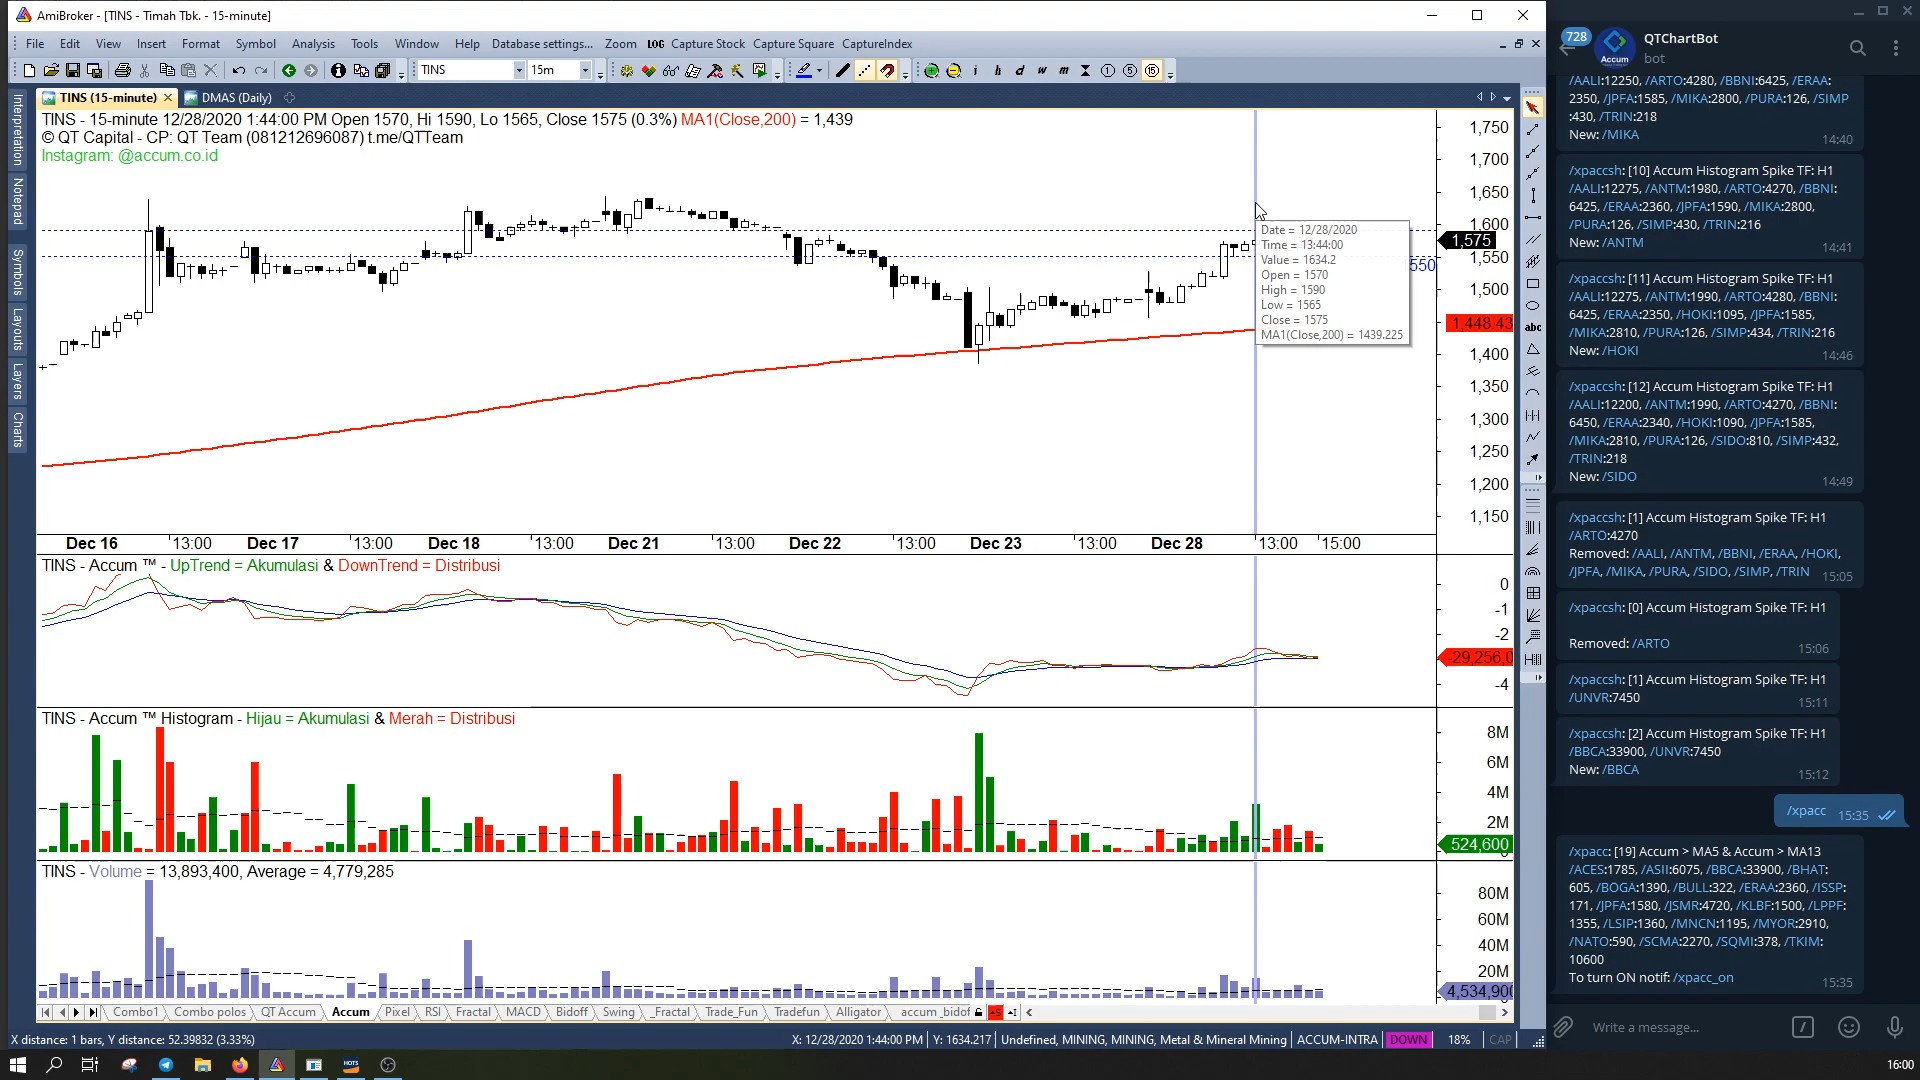 AmiBroker - [TINS - Timah Tbk. - 15-minute]
File Edit View Insert Format Symbol Analysis Tools Window Help Database settings... Zoom LOG Capture Stock Capture Square CaptureIndex
TINS 15m
TINS (15-minute) DMAS (Daily)
TINS - 15-minute 12/28/2020 1:44:00 PM Open 1570, Hi 1590, Lo 1565, Close 1575 (0.3%) MA1(Close,200) = 1,439
© QT Capital - CP: QT Team (081212696087) t.me/QTTeam
Instagram: @accum.co.id
Interpretation
Notepad
Symbols
Layouts
Layers
Charts
1,750
1,700
1,650
1,600
1,575
1,550
1,500
1,448.43
1,400
1,350
1,300
1,250
1,200
1,150
550
Date = 12/28/2020
Time = 13:44:00
Value = 1634.2
Open = 1570
High = 1590
Low = 1565
Close = 1575
MA1(Close,200) = 1439.225
Dec 16 13:00 Dec 17 13:00 Dec 18 13:00 Dec 21 13:00 Dec 22 13:00 Dec 23 13:00 Dec 28 13:00 15:00
TINS - Accum ™ - UpTrend = Akumulasi & DownTrend = Distribusi
0
-1
-2
-29,256,0
-4
TINS - Accum ™ Histogram - Hijau = Akumulasi & Merah = Distribusi
8M
6M
4M
2M
524,600
TINS - Volume = 13,893,400, Average = 4,779,285
80M
60M
40M
20M
4,534,900
Combo1 Combo polos QT Accum Accum Pixel RSI Fractal MACD Bidoff Swing _Fractal Trade_Fun Tradefun Alligator accum_bidof
X distance: 1 bars, Y distance: 52.39832 (3.33%)
X: 12/28/2020 1:44:00 PM Y: 1634.217 Undefined, MINING, MINING, Metal & Mineral Mining ACCUM-INTRA DOWN 18% CAP
abc
728
Accum
QTChartBot
bot
/AALI:12250, /ARTO:4280, /BBNI:6425, /ERAA:
2350, /JPFA:1585, /MIKA:2800, /PURA:126, /SIMP
:430, /TRIN:218
New: /MIKA
14:40
/xpaccsh: [10] Accum Histogram Spike TF: H1
/AALI:12275, /ANTM:1980, /ARTO:4270, /BBNI:
6425, /ERAA:2360, /JPFA:1590, /MIKA:2800,
/PURA:126, /SIMP:430, /TRIN:216
New: /ANTM
14:41
/xpaccsh: [11] Accum Histogram Spike TF: H1
/AALI:12275, /ANTM:1990, /ARTO:4280, /BBNI:
6425, /ERAA:2350, /HOKI:1095, /JPFA:1585,
/MIKA:2810, /PURA:126, /SIMP:434, /TRIN:216
New: /HOKI
14:46
/xpaccsh: [12] Accum Histogram Spike TF: H1
/AALI:12200, /ANTM:1990, /ARTO:4270, /BBNI:
6450, /ERAA:2340, /HOKI:1090, /JPFA:1585,
/MIKA:2810, /PURA:126, /SIDO:810, /SIMP:432,
/TRIN:218
New: /SIDO
14:49
/xpaccsh: [1] Accum Histogram Spike TF: H1
/ARTO:4270
Removed: /AALI, /ANTM, /BBNI, /ERAA, /HOKI,
/JPFA, /MIKA, /PURA, /SIDO, /SIMP, /TRIN
15:05
/xpaccsh: [0] Accum Histogram Spike TF: H1
Removed: /ARTO
15:06
/xpaccsh: [1] Accum Histogram Spike TF: H1
/UNVR:7450
15:11
/xpaccsh: [2] Accum Histogram Spike TF: H1
/BBCA:33900, /UNVR:7450
New: /BBCA
15:12
/xpacc 15:35
/xpacc: [19] Accum > MA5 & Accum > MA13
/ACES:1785, /ASII:6075, /BBCA:33900, /BHAT:
605, /BOGA:1390, /BULL:322, /ERAA:2360, /ISSP:
171, /JPFA:1580, /JSMR:4720, /KLBF:1500, /LPPF:
1355, /LSIP:1360, /MNCN:1195, /MYOR:2910,
/NATO:590, /SCMA:2270, /SQMI:378, /TKIM:
10600
To turn ON notif: /xpacc_on
15:35
Write a message...
16:00